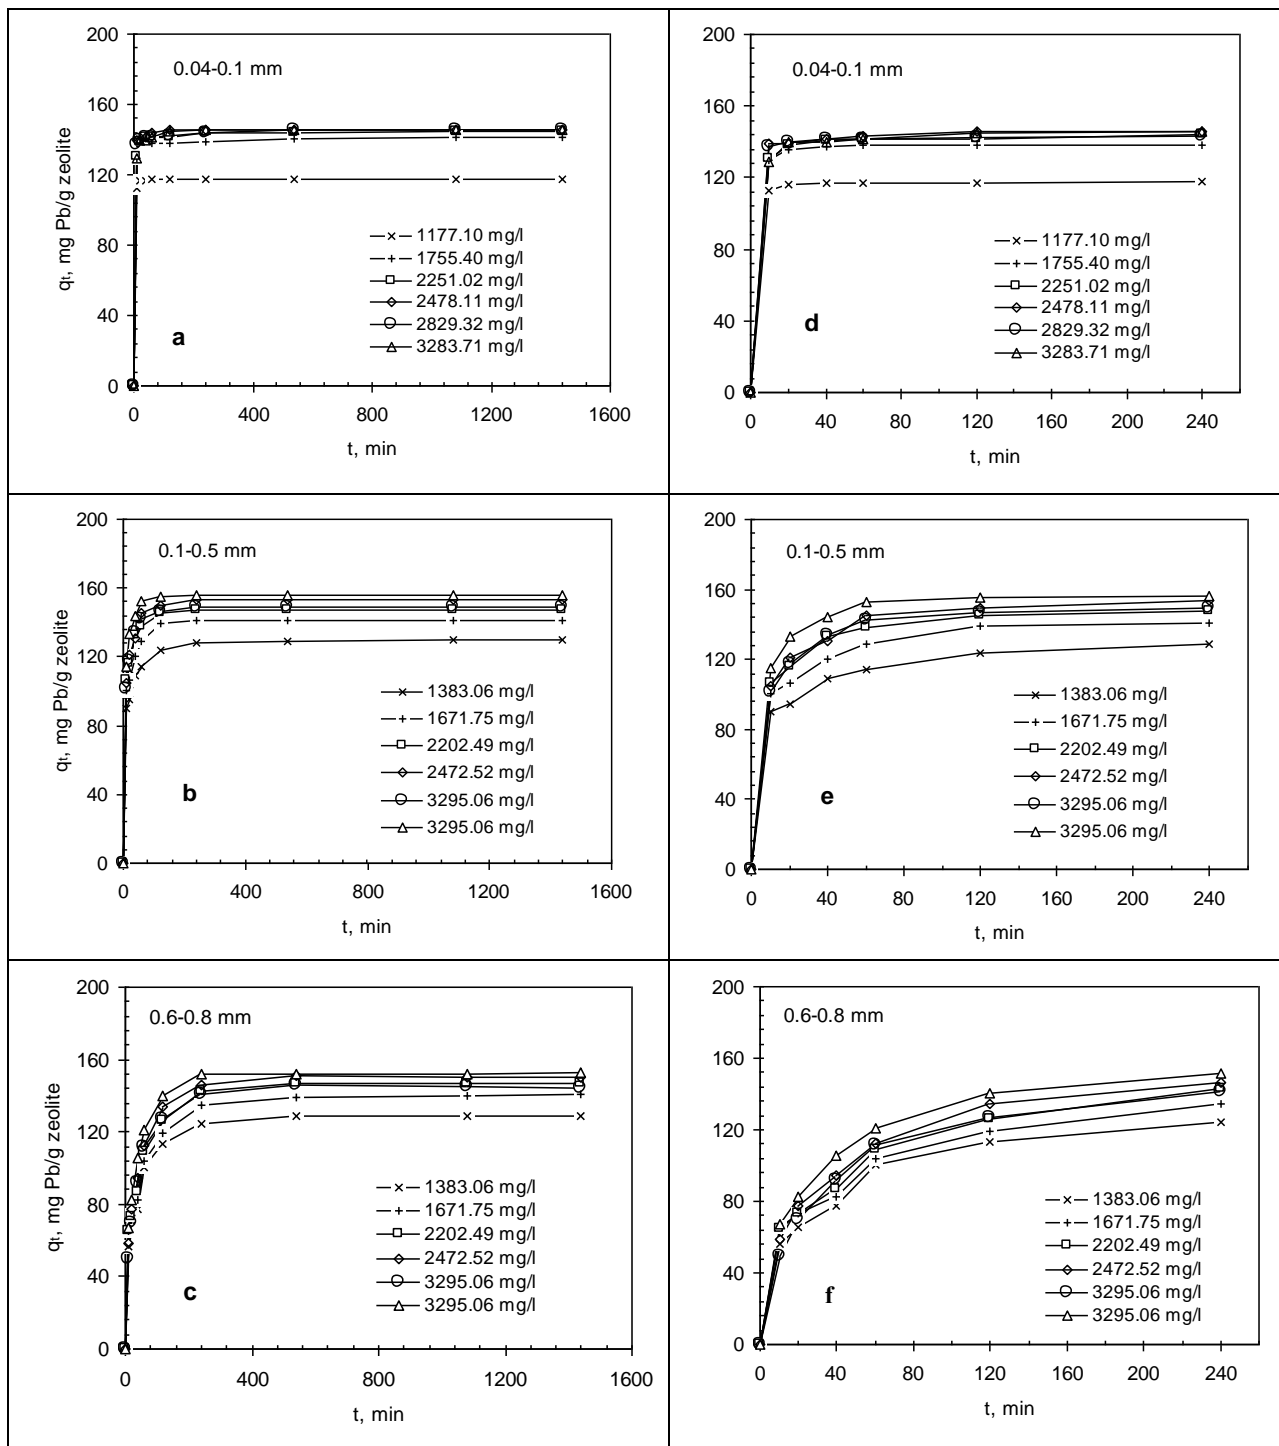 200
160
120
80
40
0
0 400 800 1200 1600
t, min
qt, mg Pb/g zeolite
0.04-0.1 mm
1177.10 mg/l
1755.40 mg/l
2251.02 mg/l
2478.11 mg/l
2829.32 mg/l
3283.71 mg/l
a
200
160
120
80
40
0
0 40 80 120 160 200 240
t, min
0.04-0.1 mm
1177.10 mg/l
1755.40 mg/l
2251.02 mg/l
2478.11 mg/l
2829.32 mg/l
3283.71 mg/l
d
200
160
120
80
40
0
0 400 800 1200 1600
t, min
qt, mg Pb/g zeolite
0.1-0.5 mm
1383.06 mg/l
1671.75 mg/l
2202.49 mg/l
2472.52 mg/l
3295.06 mg/l
3295.06 mg/l
b
200
160
120
80
40
0
0 40 80 120 160 200 240
t, min
0.1-0.5 mm
1383.06 mg/l
1671.75 mg/l
2202.49 mg/l
2472.52 mg/l
3295.06 mg/l
3295.06 mg/l
e
200
160
120
80
40
0
0 400 800 1200 1600
t, min
qt, mg Pb/g zeolite
0.6-0.8 mm
1383.06 mg/l
1671.75 mg/l
2202.49 mg/l
2472.52 mg/l
3295.06 mg/l
3295.06 mg/l
c
200
160
120
80
40
0
0 40 80 120 160 200 240
t, min
0.6-0.8 mm
1383.06 mg/l
1671.75 mg/l
2202.49 mg/l
2472.52 mg/l
3295.06 mg/l
3295.06 mg/l
f